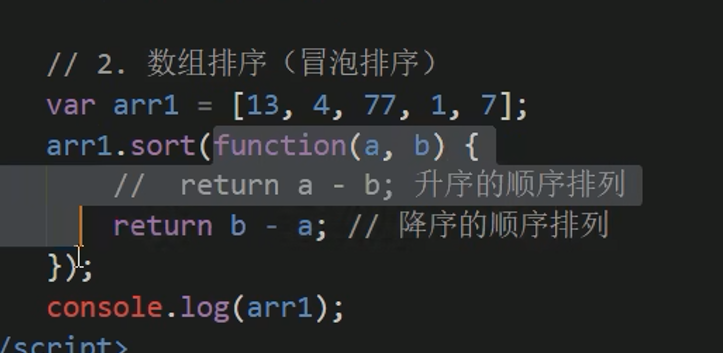 // 2. 数组排序（冒泡排序）
var arr1 = [13, 4, 77, 1, 7];
arr1.sort(function(a, b) {
//  return a - b; 升序的顺序排列
return b - a; // 降序的顺序排列
});
console.log(arr1);
/script>